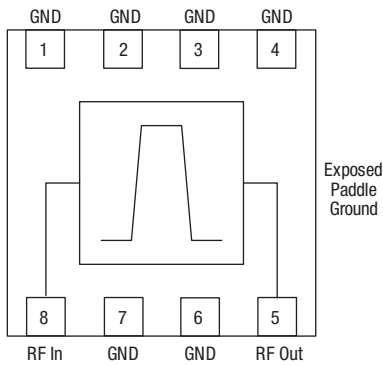 GND GND GND GND
1 2 3 4
Exposed
Paddle
Ground
8 7 6 5
RF In GND GND RF Out